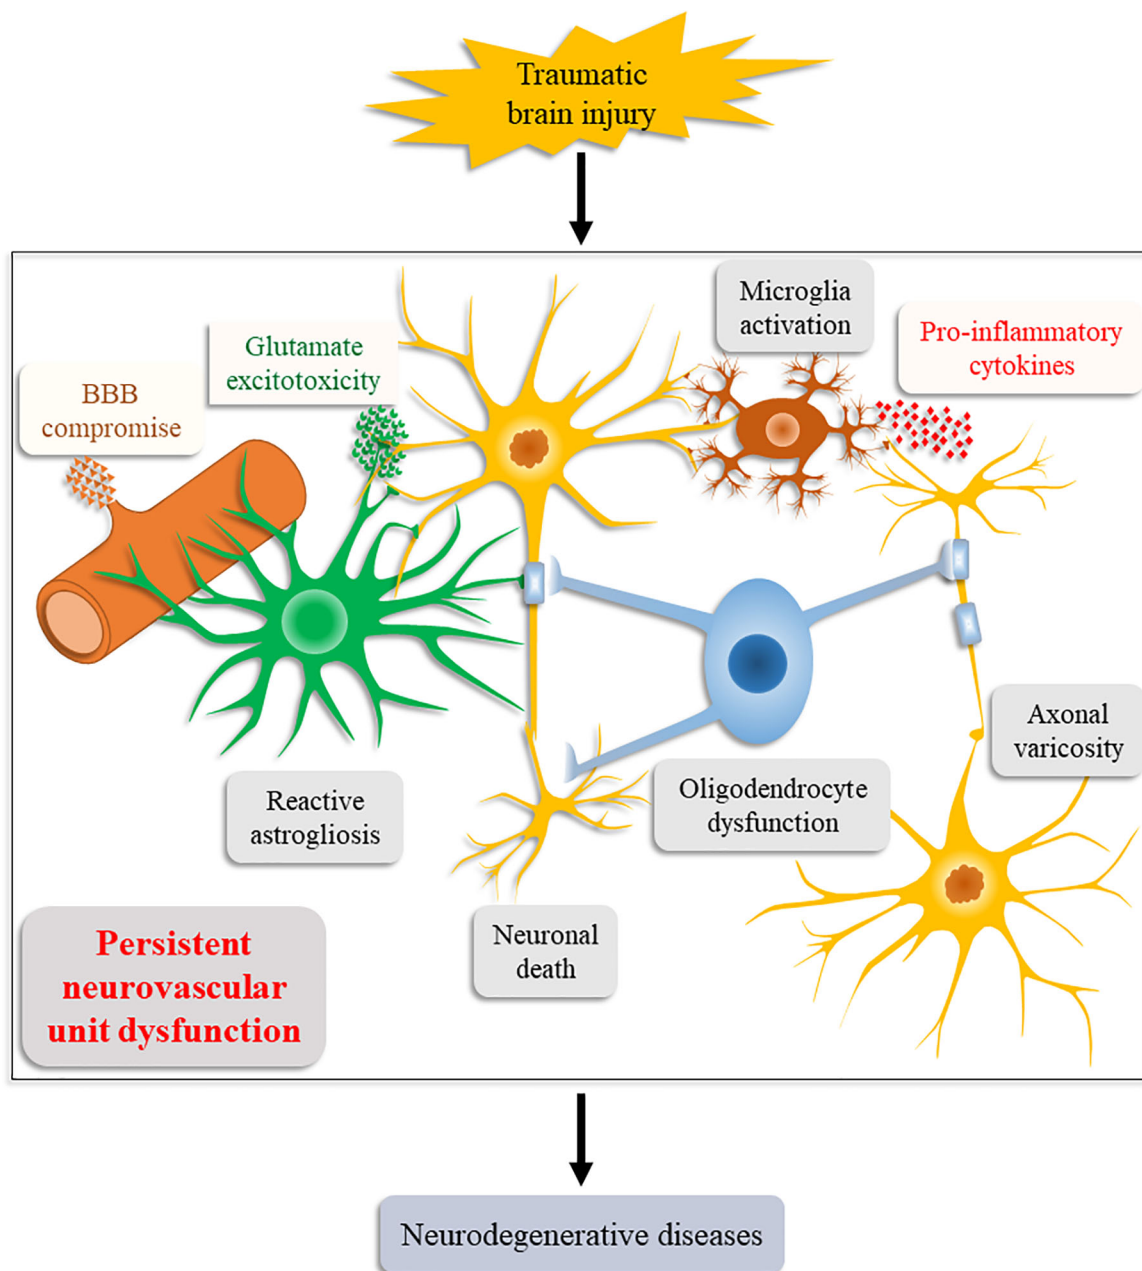 Traumatic
brain injury
Microglia
activation
Pro-inflammatory
cytokines
Glutamate
excitotoxicity
BBB
compromise
Axonal
varicosity
Reactive
astrogliosis
Oligodendrocyte
dysfunction
Neuronal
death
Persistent
neurovascular
unit dysfunction
Neurodegenerative diseases